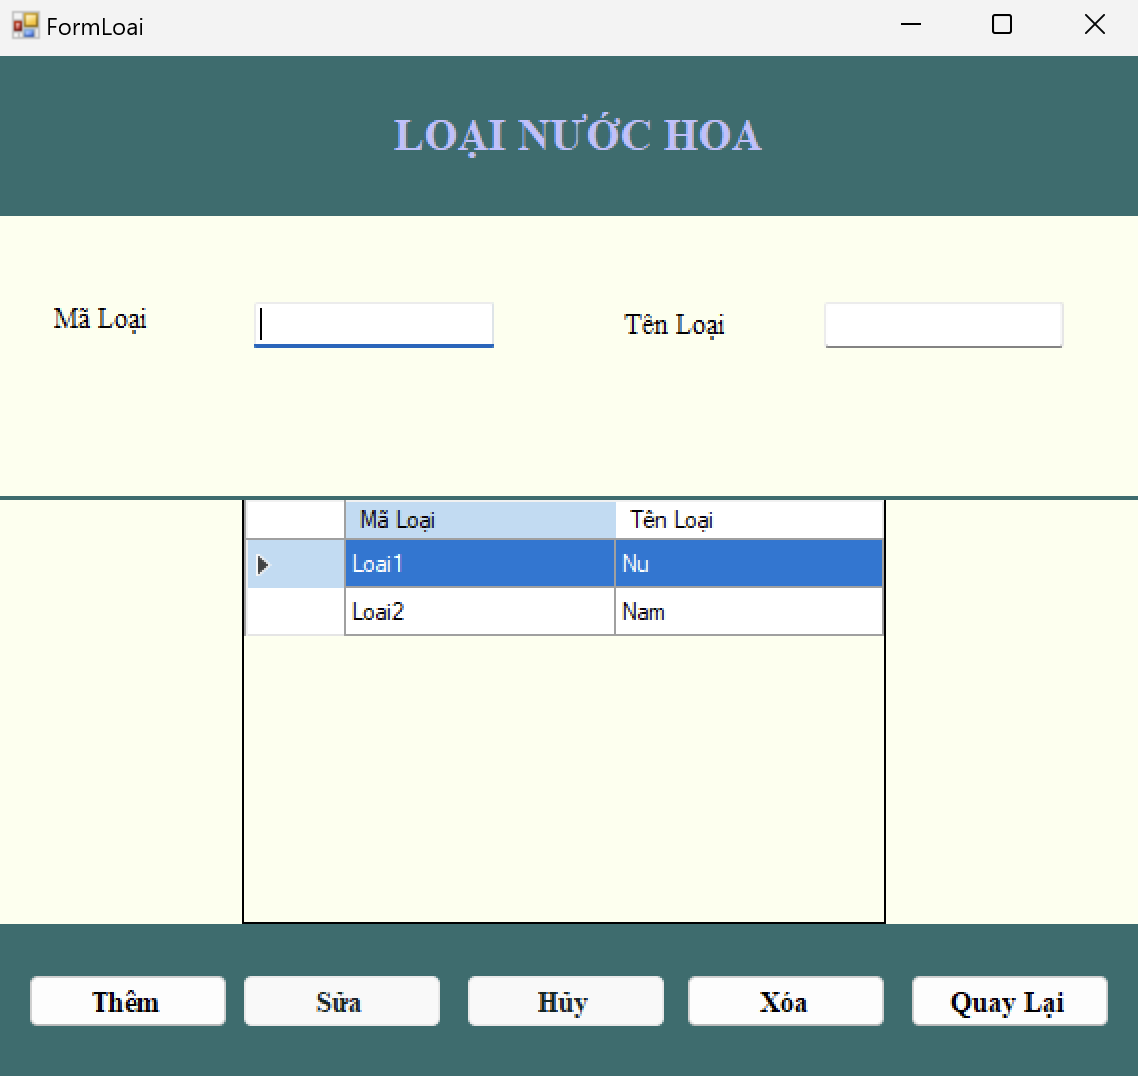 FormLoai
LOẠI NƯỚC HOA
Mã Loại
Tên Loại
Mã Loại Tên Loại
Loai1 Nu
Loai2 Nam
Thêm Sửa Hủy Xóa Quay Lại